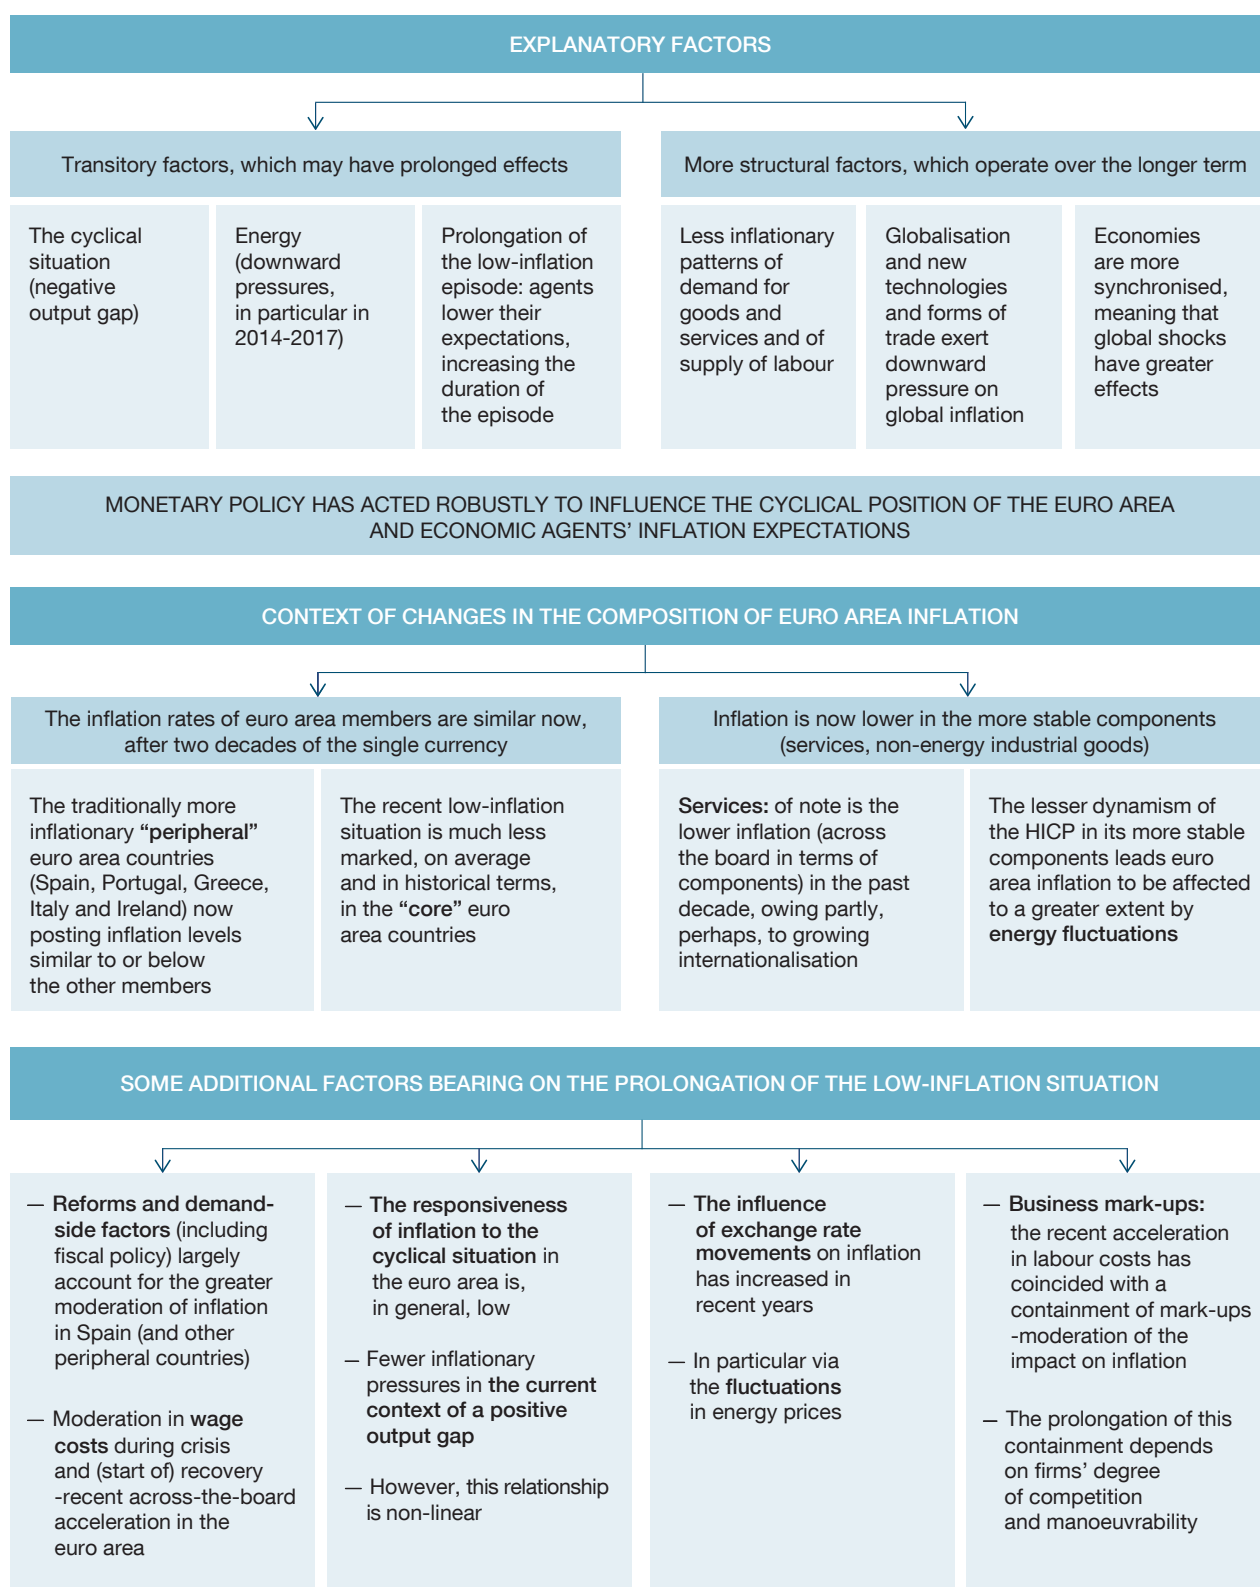 EXPLANATORY FACTORS
Transitory factors, which may have prolonged effects
The cyclical
situation
(negative
output gap)
Energy
(downward
pressures,
in particular in
2014-2017)
Prolongation of
the low-inflation
episode: agents
lower their
expectations,
increasing the
duration of
the episode
More structural factors, which operate over the longer term
Less inflationary
patterns of
demand for
goods and
services and of
supply of labour
Globalisation
and new
technologies
and forms of
trade exert
downward
pressure on
global inflation
Economies
are more
synchronised,
meaning that
global shocks
have greater
effects
MONETARY POLICY HAS ACTED ROBUSTLY TO INFLUENCE THE CYCLICAL POSITION OF THE EURO AREA
AND ECONOMIC AGENTS’ INFLATION EXPECTATIONS
CONTEXT OF CHANGES IN THE COMPOSITION OF EURO AREA INFLATION
The inflation rates of euro area members are similar now,
after two decades of the single currency
The traditionally more
inflationary “peripheral”
euro area countries
(Spain, Portugal, Greece,
Italy and Ireland) now
posting inflation levels
similar to or below
the other members
The recent low-inflation
situation is much less
marked, on average
and in historical terms,
in the “core” euro
area countries
Inflation is now lower in the more stable components
(services, non-energy industrial goods)
Services: of note is the
lower inflation (across
the board in terms of
components) in the past
decade, owing partly,
perhaps, to growing
internationalisation
The lesser dynamism of
the HICP in its more stable
components leads euro
area inflation to be affected
to a greater extent by
energy fluctuations
SOME ADDITIONAL FACTORS BEARING ON THE PROLONGATION OF THE LOW-INFLATION SITUATION
— Reforms and demand-
side factors (including
fiscal policy) largely
account for the greater
moderation of inflation
in Spain (and other
peripheral countries)
— Moderation in wage
costs during crisis
and (start of) recovery
-recent across-the-board
acceleration in the
euro area
— The responsiveness
of inflation to the
cyclical situation in
the euro area is,
in general, low
— Fewer inflationary
pressures in the current
context of a positive
output gap
— However, this relationship
is non-linear
— The influence
of exchange rate
movements on inflation
has increased in
recent years
— In particular via
the fluctuations
in energy prices
— Business mark-ups:
the recent acceleration
in labour costs has
coincided with a
containment of mark-ups
-moderation of the
impact on inflation
— The prolongation of this
containment depends
on firms’ degree
of competition
and manoeuvrability